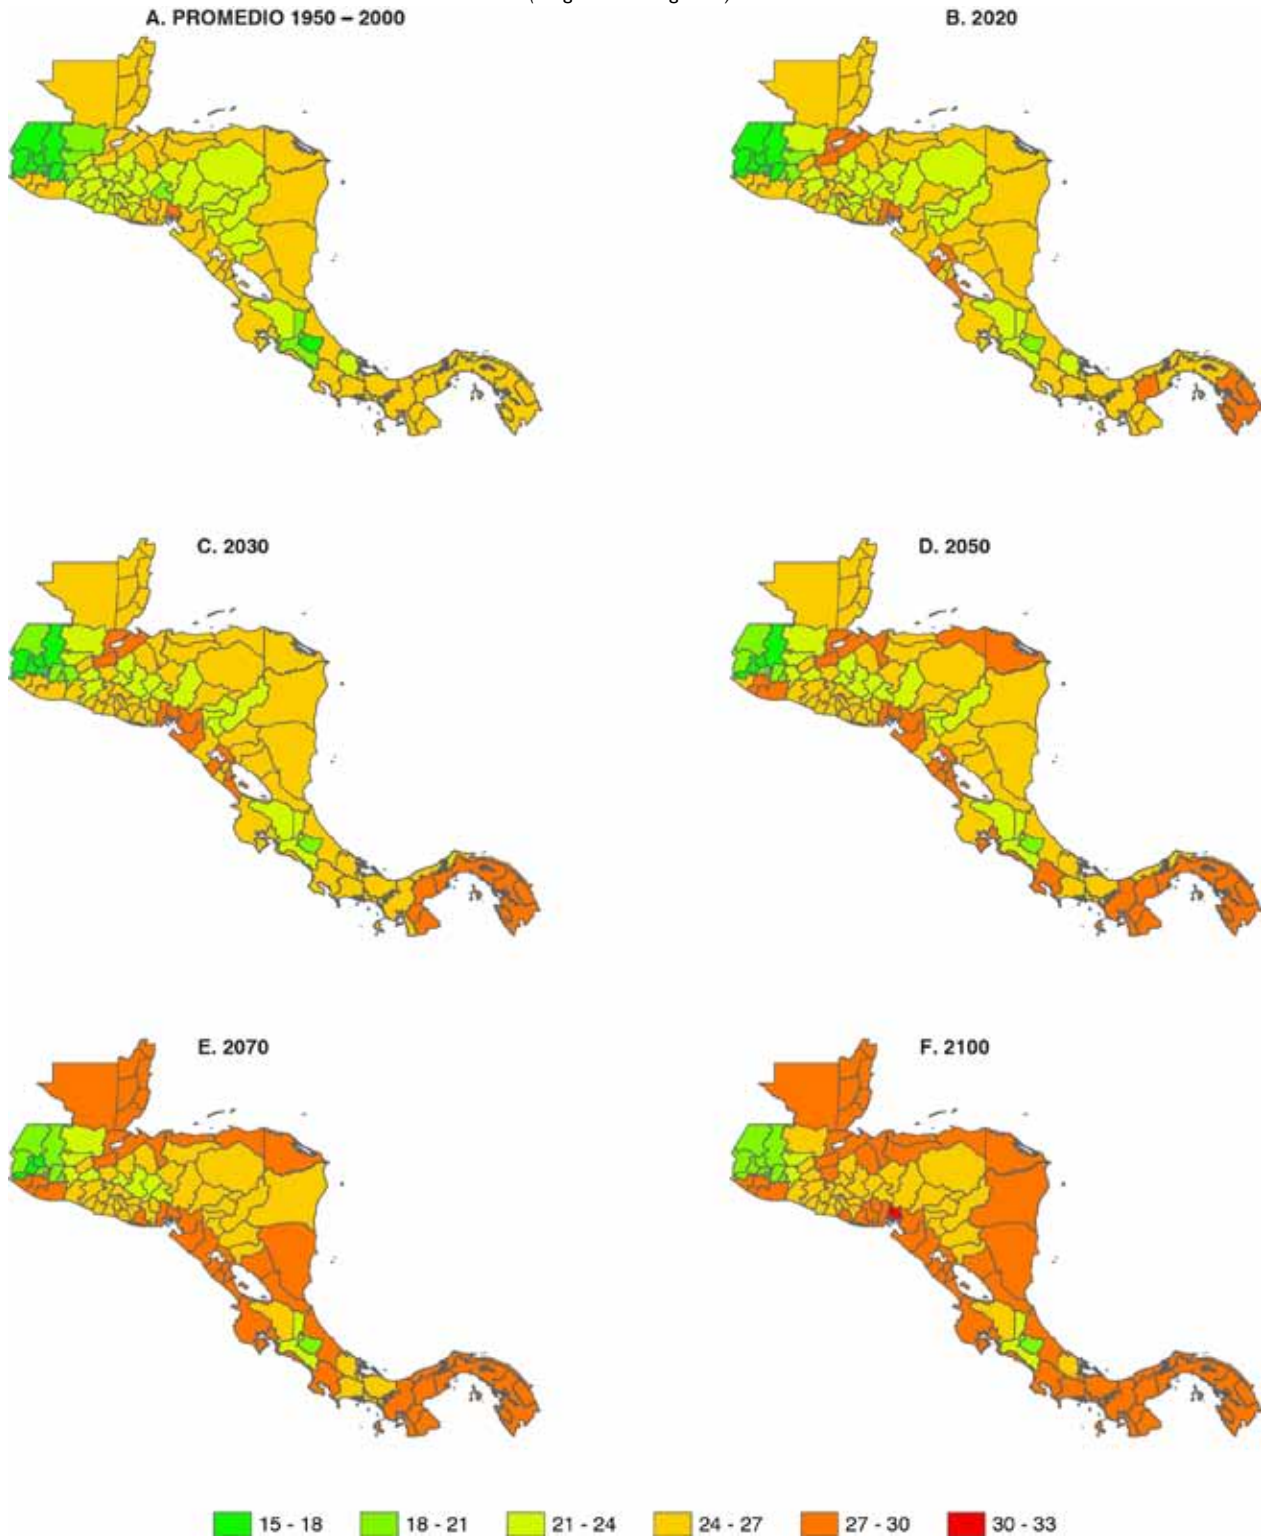 A. PROMEDIO 1950 – 2000
B. 2020
C. 2030
D. 2050
E. 2070
F. 2100
15 - 18
18 - 21
21 - 24
24 - 27
27 - 30
30 - 33